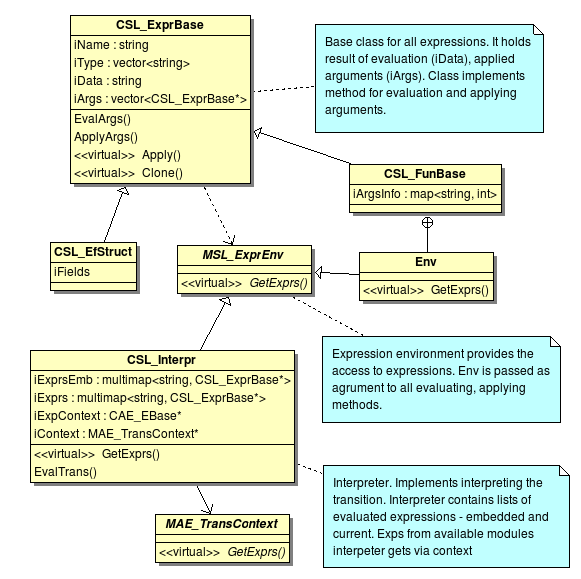 CSL_ExprBase
iName : string
iType : vector<string>
iData : string
iArgs : vector<CSL_ExprBase*>
EvalArgs()
ApplyArgs()
<<virtual>> Apply()
<<virtual>> Clone()
Base class for all expressions. It holds
result of evaluation (iData), applied
arguments (iArgs). Class implements
method for evaluation and applying
arguments.
CSL_FunBase
iArgsInfo : map<string, int>
CSL_EfStruct
iFields
MSL_ExprEnv
<<virtual>> GetExprs()
Env
<<virtual>> GetExprs()
Expression environment provides the
access to expressions. Env is passed as
agrument to all evaluating, applying
methods.
CSL_Interpr
iExprsEmb : multimap<string, CSL_ExprBase*>
iExprs : multimap<string, CSL_ExprBase*>
iExpContext : CAE_EBase*
iContext : MAE_TransContext*
<<virtual>> GetExprs()
EvalTrans()
Interpreter. Implements interpreting the
transition. Interpreter contains lists of
evaluated expressions - embedded and
current. Exps from available modules
interpeter gets via context
MAE_TransContext
<<virtual>> GetExprs()